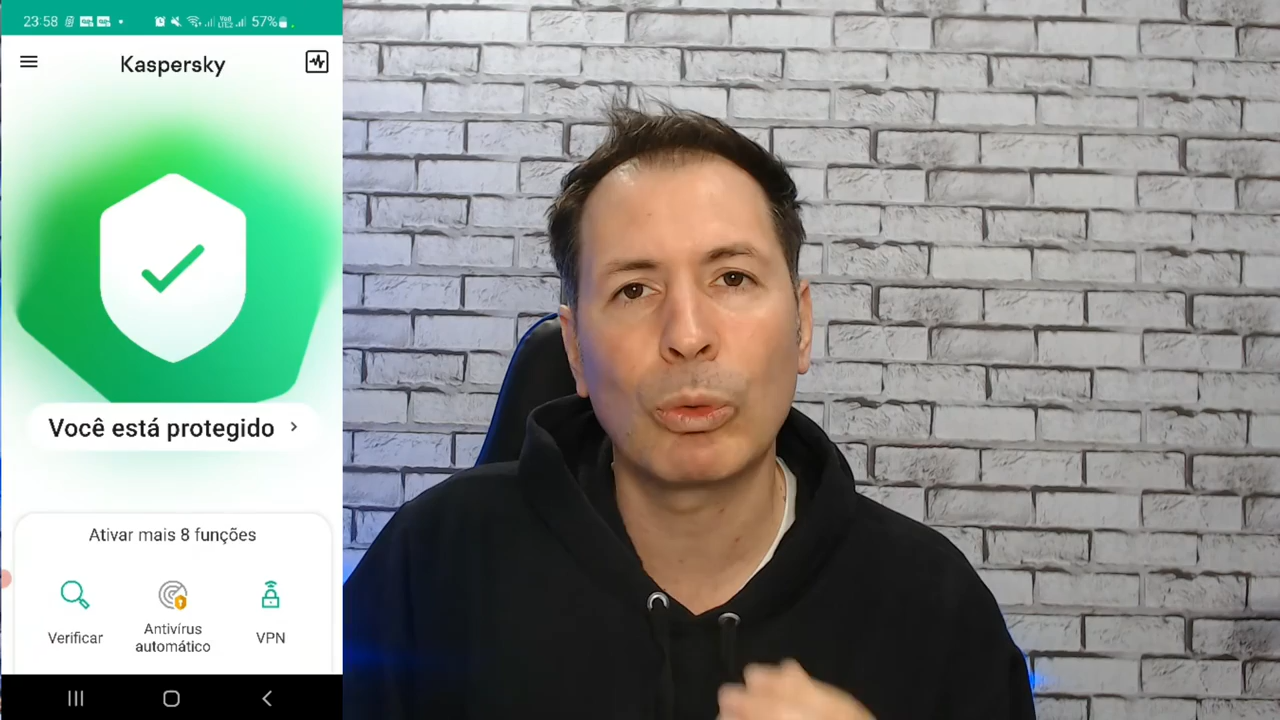 23:58
57%
Kaspersky
Você está protegido
Ativar mais 8 funções
Verificar
Antivírus
automático
VPN